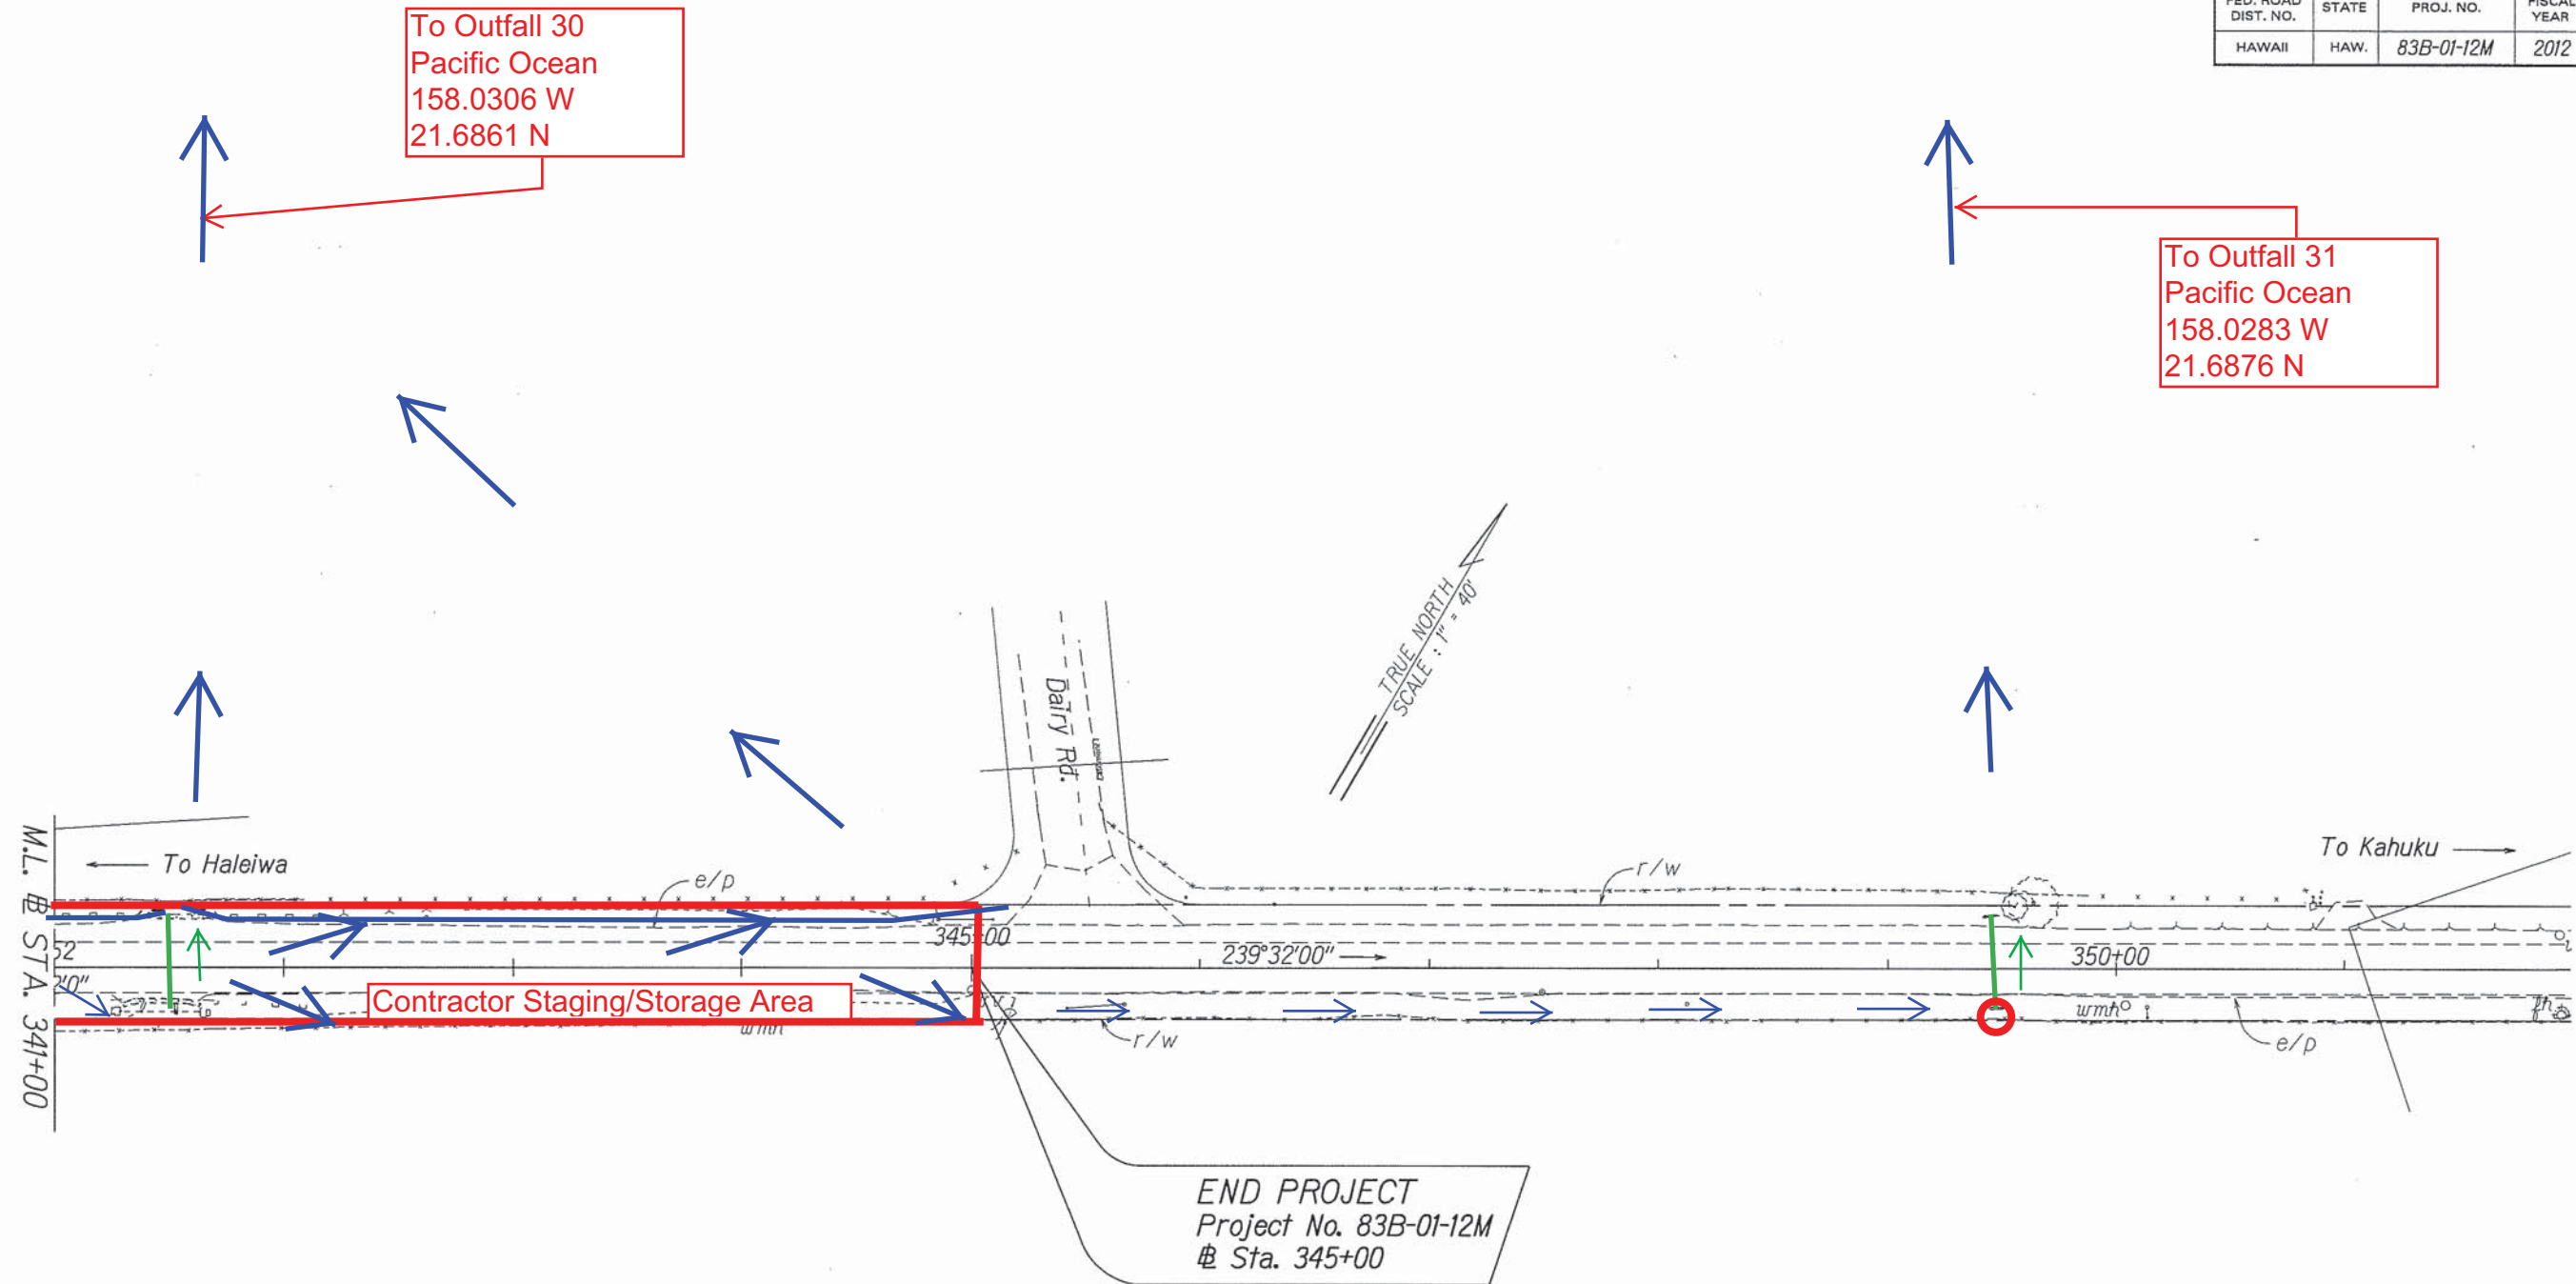 To Outfall 30
Pacific Ocean
158.0306 W
21.6861 N
FED. ROAD DIST. NO. STATE PROJ. NO. FISCAL YEAR
HAWAII HAW. 83B-01-12M 2012
To Outfall 31
Pacific Ocean
158.0283 W
21.6876 N
TRUE NORTH
SCALE : 1" = 40'
Dairy Rd.
M.L. ⅊ STA. 341+00
To Haleiwa
e/p
r/w
To Kahuku
345+00
239°32'00"
350+00
Contractor Staging/Storage Area
wmh
r/w
wmh
e/p
fh
END PROJECT
Project No. 83B-01-12M
⅊ Sta. 345+00